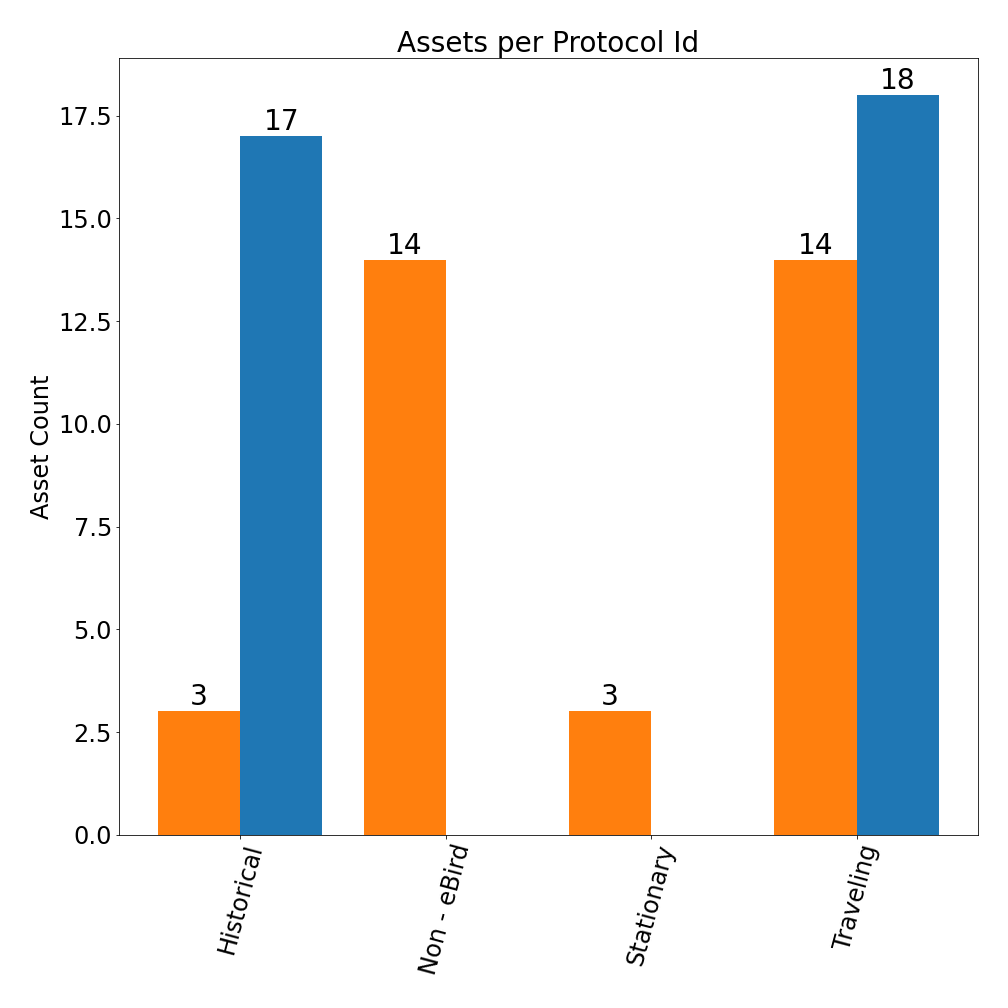 Assets per Protocol Id
18
17
14
14
3
3
17.5
15.0
12.5
10.0
7.5
5.0
2.5
0.0
Asset Count
Historical
Non - eBird
Stationary
Traveling